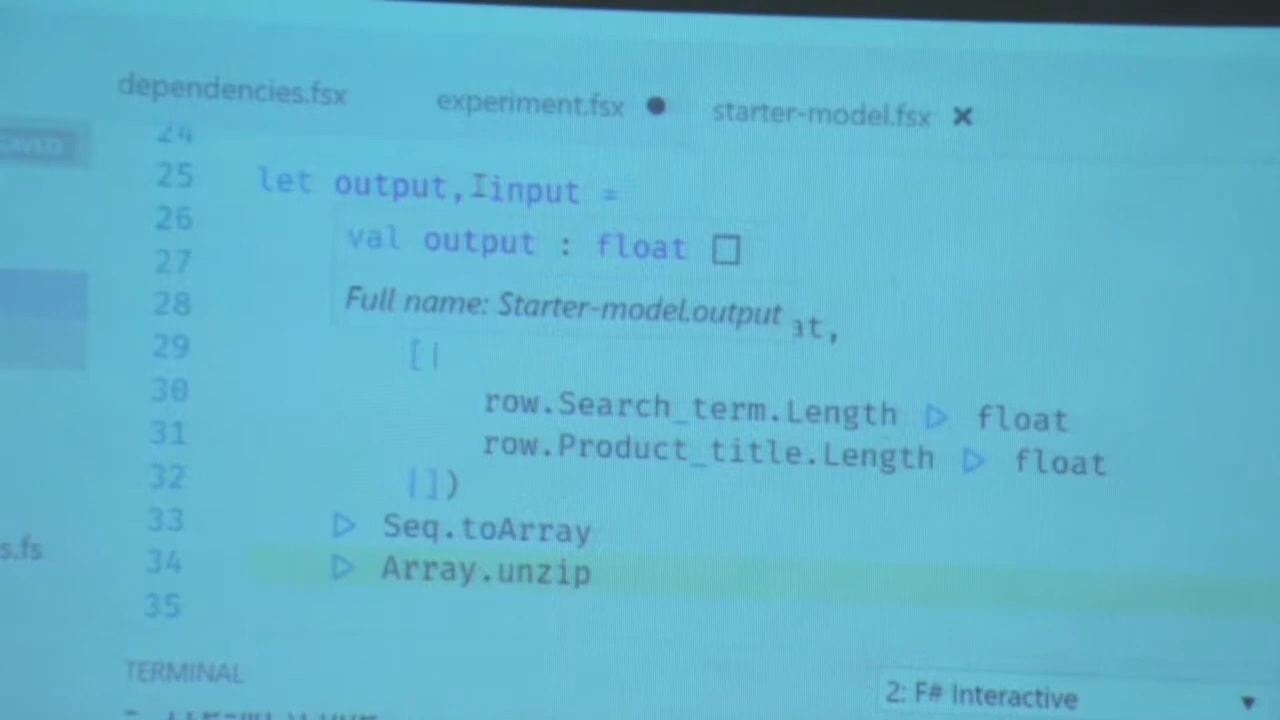 dependencies.fsx experiment.fsx ● starter-model.fsx ✕
24
25 let output, input =
26 val output : float []
27
28 Full name: Starter-model.output at,
29 [|
30 row.Search_term.Length ▷ float
31 row.Product_title.Length ▷ float
32 |])
33 ▷ Seq.toArray
s.fs
34 ▷ Array.unzip
35
TERMINAL
2: F# Interactive ▼